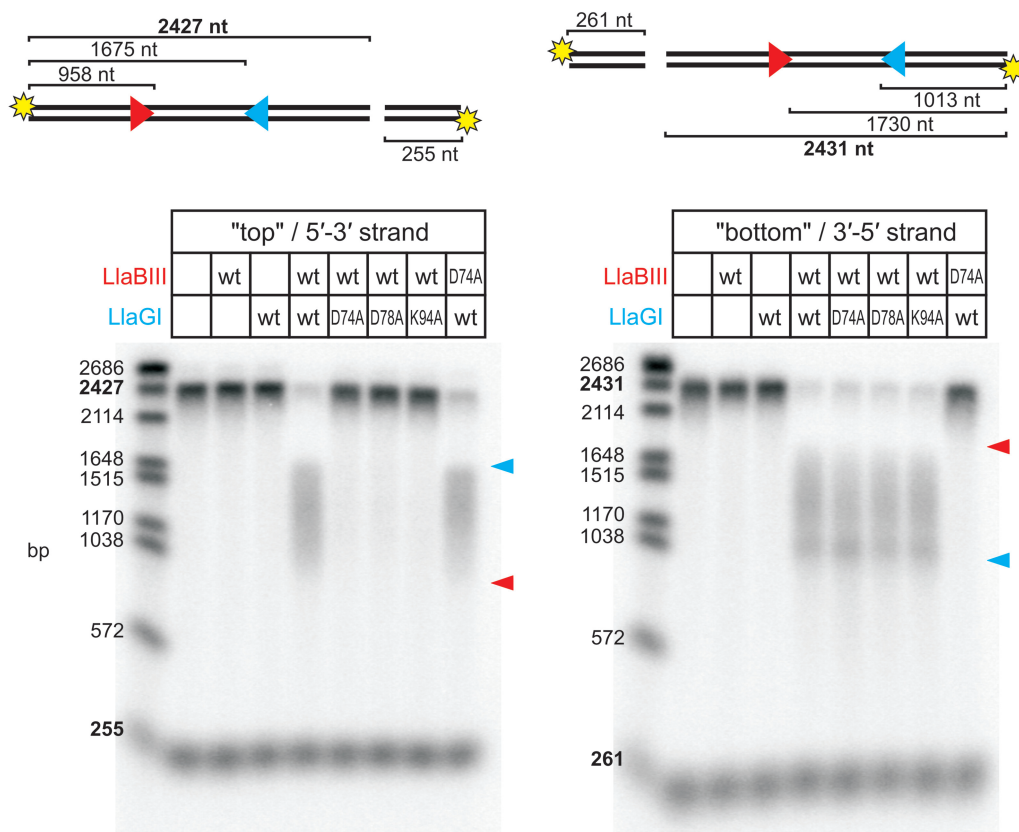 2427 nt
1675 nt
958 nt
255 nt
261 nt
1013 nt
1730 nt
2431 nt
"top" / 5′-3′ strand
LlaBIII wt wt wt wt wt D74A
LlaGI wt wt D74A D78A K94A wt
2686
2427
2114
1648
1515
1170
1038
bp
572
255
"bottom" / 3′-5′ strand
LlaBIII wt wt wt wt wt D74A
LlaGI wt wt D74A D78A K94A wt
2686
2431
2114
1648
1515
1170
1038
572
261